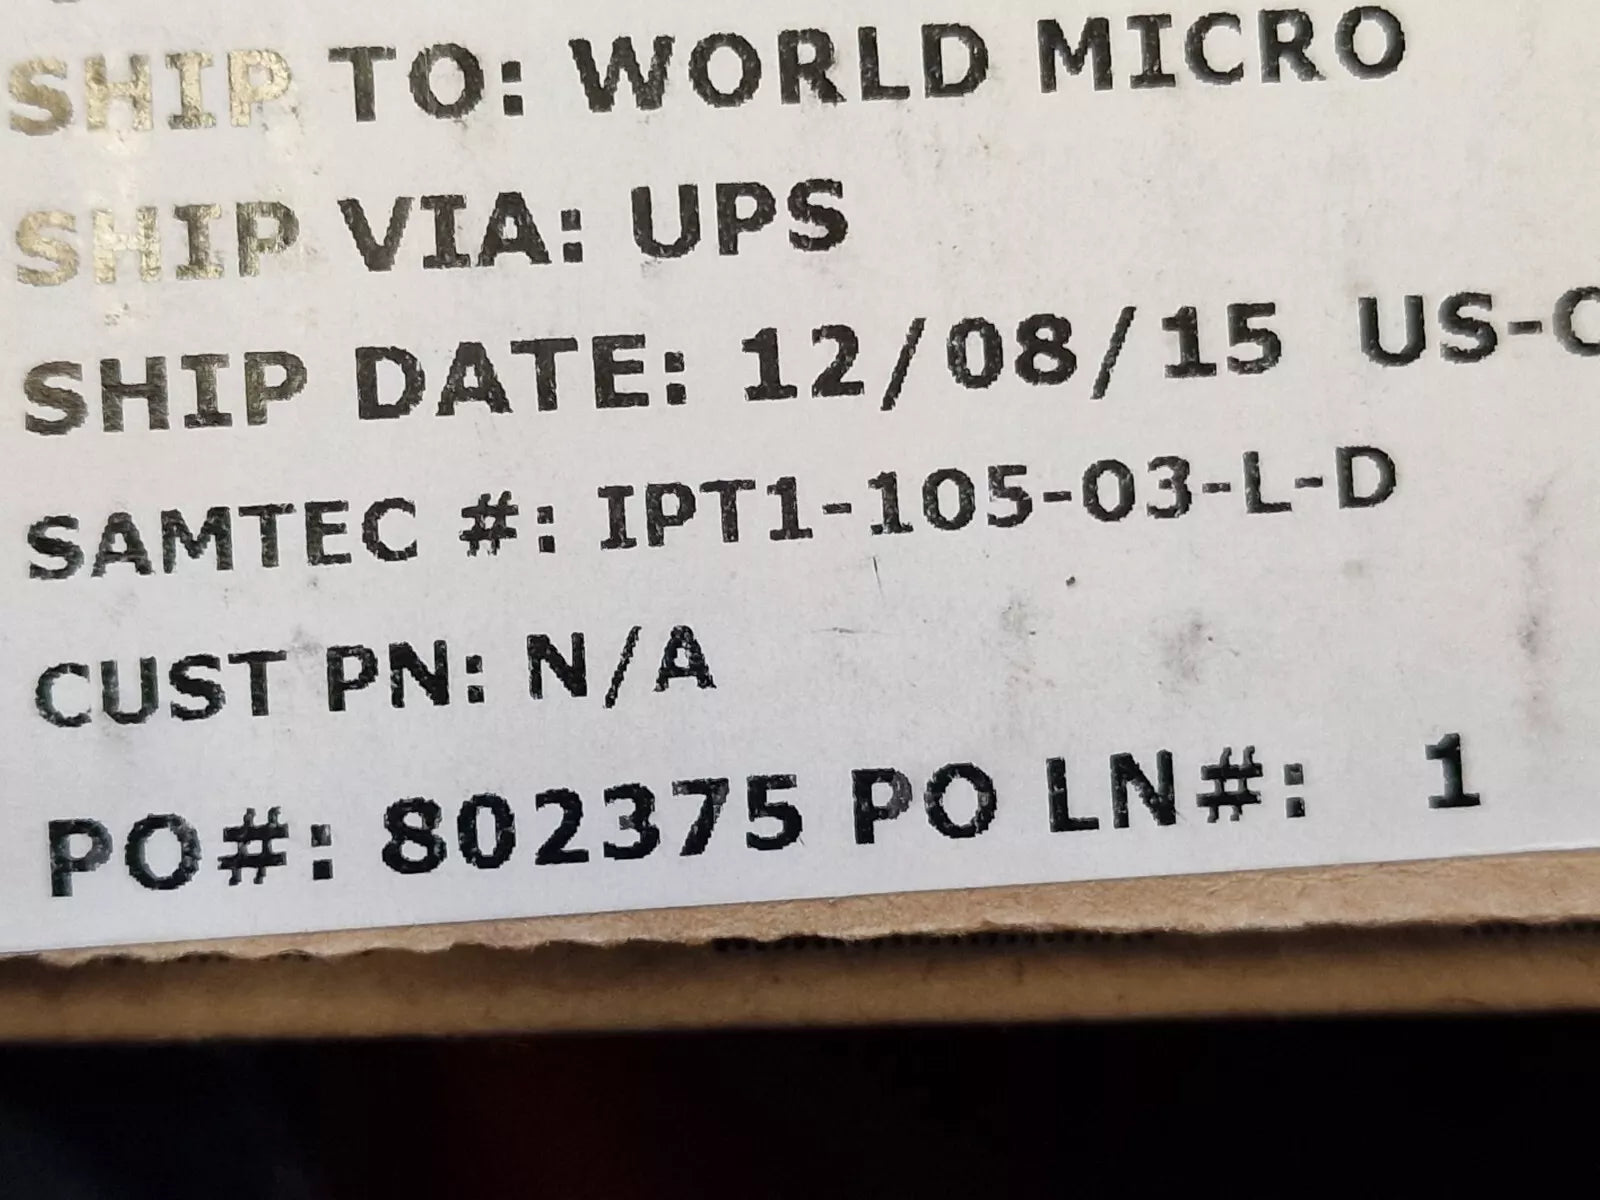 SHIP TO: WORLD MICRO
SHIP VIA: UPS
SHIP DATE: 12/08/15 US-
SAMTEC #: IPT1-105-03-L-D
CUST PN: N/A
PO#: 802375 PO LN#: 1